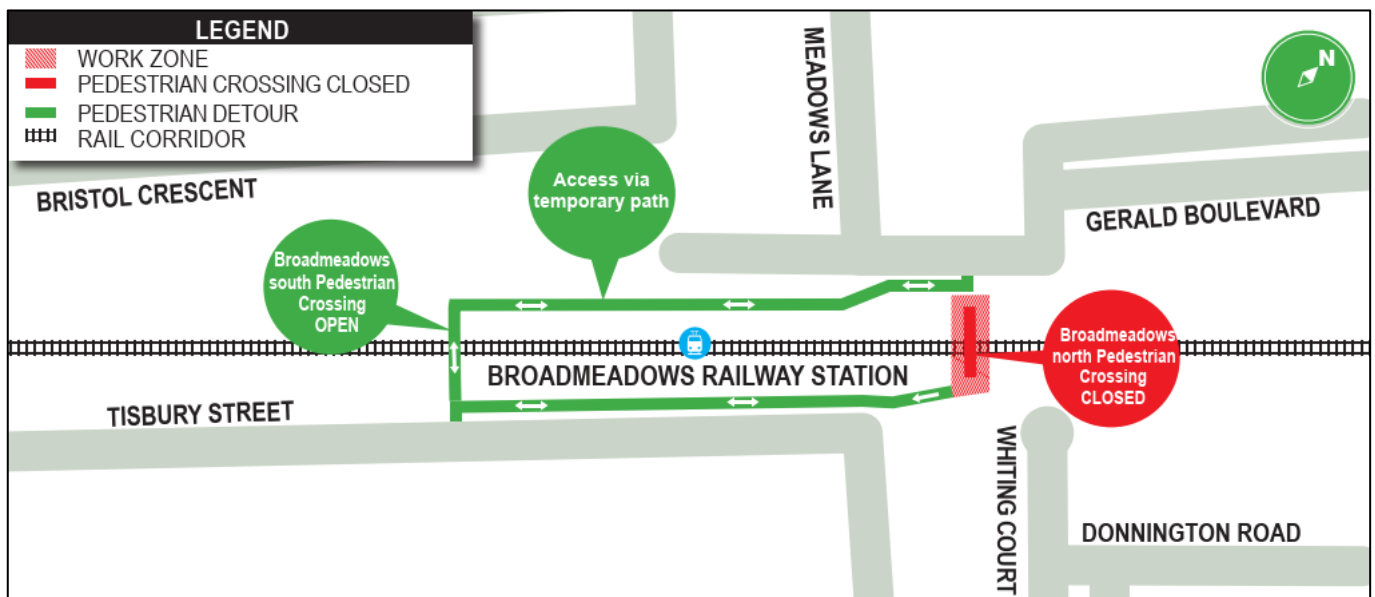 LEGEND
WORK ZONE
PEDESTRIAN CROSSING CLOSED
PEDESTRIAN DETOUR
RAIL CORRIDOR
N
MEADOWS LANE
BRISTOL CRESCENT
Access via
temporary path
GERALD BOULEVARD
Broadmeadows
south Pedestrian
Crossing
OPEN
Broadmeadows
north Pedestrian
Crossing
CLOSED
BROADMEADOWS RAILWAY STATION
TISBURY STREET
WHITING COURT
DONNINGTON ROAD